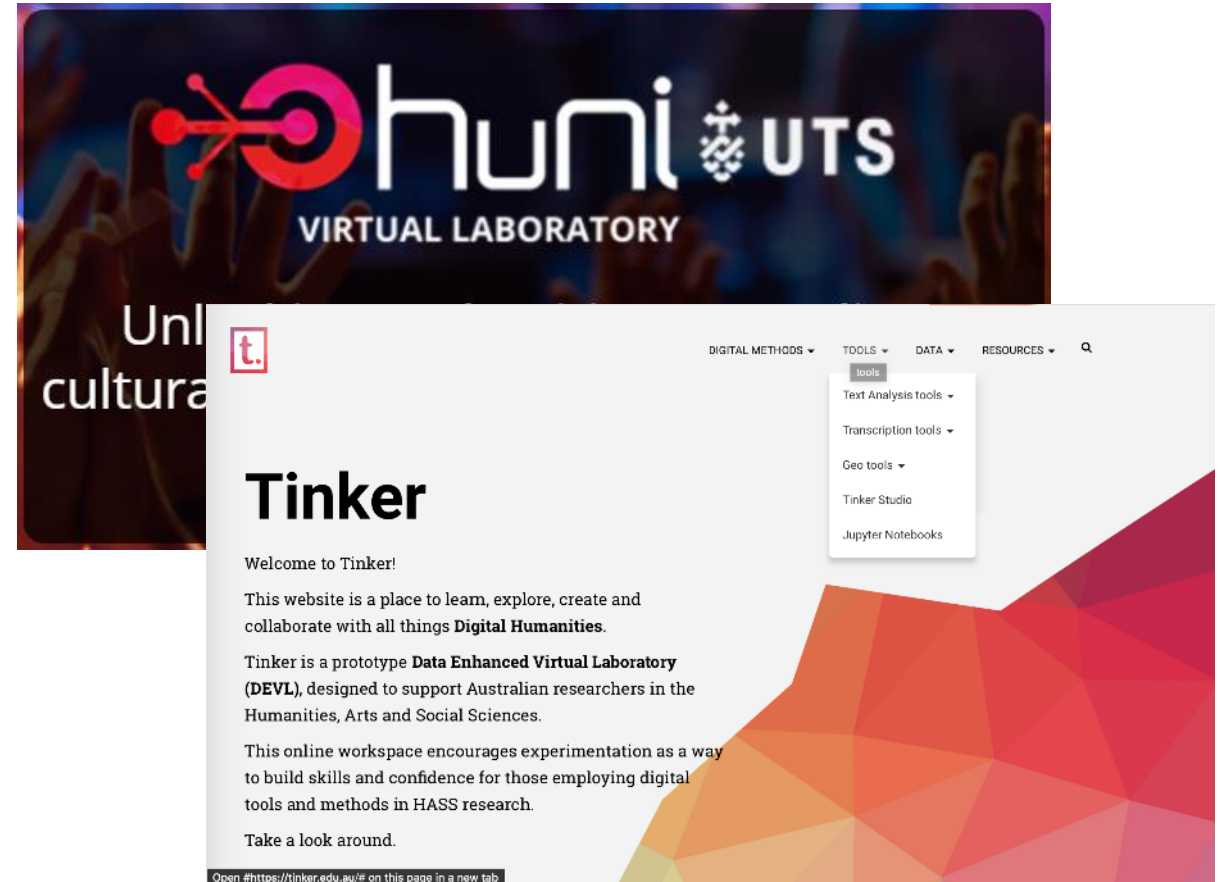 huni UTS
VIRTUAL LABORATORY
Unl
cultura
t.
DIGITAL METHODS TOOLS DATA RESOURCES
tools
Text Analysis tools
Transcription tools
Geo tools
Tinker Studio
Jupyter Notebooks
Tinker
Welcome to Tinker!
This website is a place to learn, explore, create and
collaborate with all things Digital Humanities.
Tinker is a prototype Data Enhanced Virtual Laboratory
(DEVL), designed to support Australian researchers in the
Humanities, Arts and Social Sciences.
This online workspace encourages experimentation as a way
to build skills and confidence for those employing digital
tools and methods in HASS research.
Take a look around.
Open #https://tinker.edu.au/# on this page in a new tab